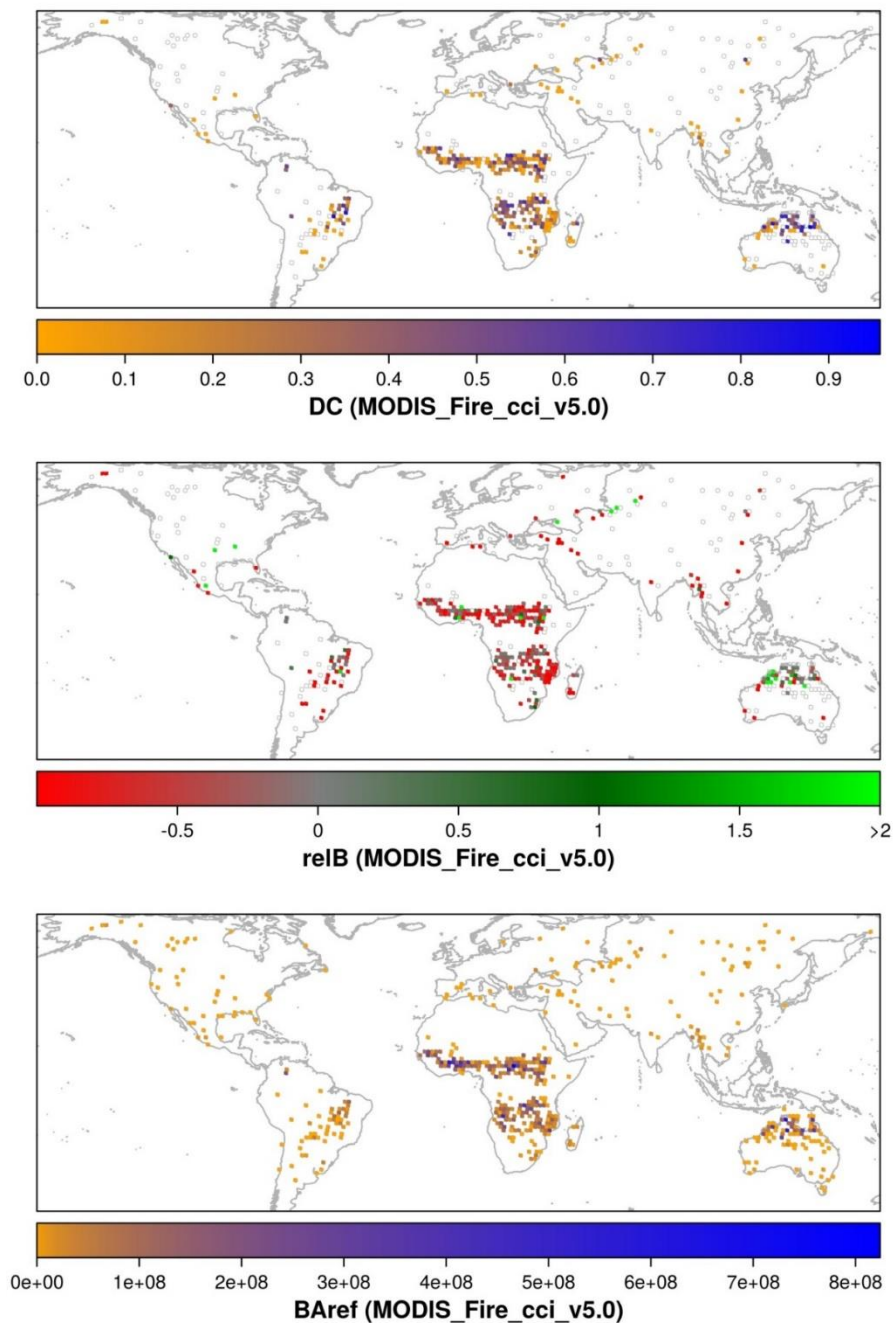 0.0 0.1 0.2 0.3 0.4 0.5 0.6 0.7 0.8 0.9
DC (MODIS_Fire_cci_v5.0)
-0.5 0 0.5 1 1.5 >2
relB (MODIS_Fire_cci_v5.0)
0e+00 1e+08 2e+08 3e+08 4e+08 5e+08 6e+08 7e+08 8e+08
BAref (MODIS_Fire_cci_v5.0)